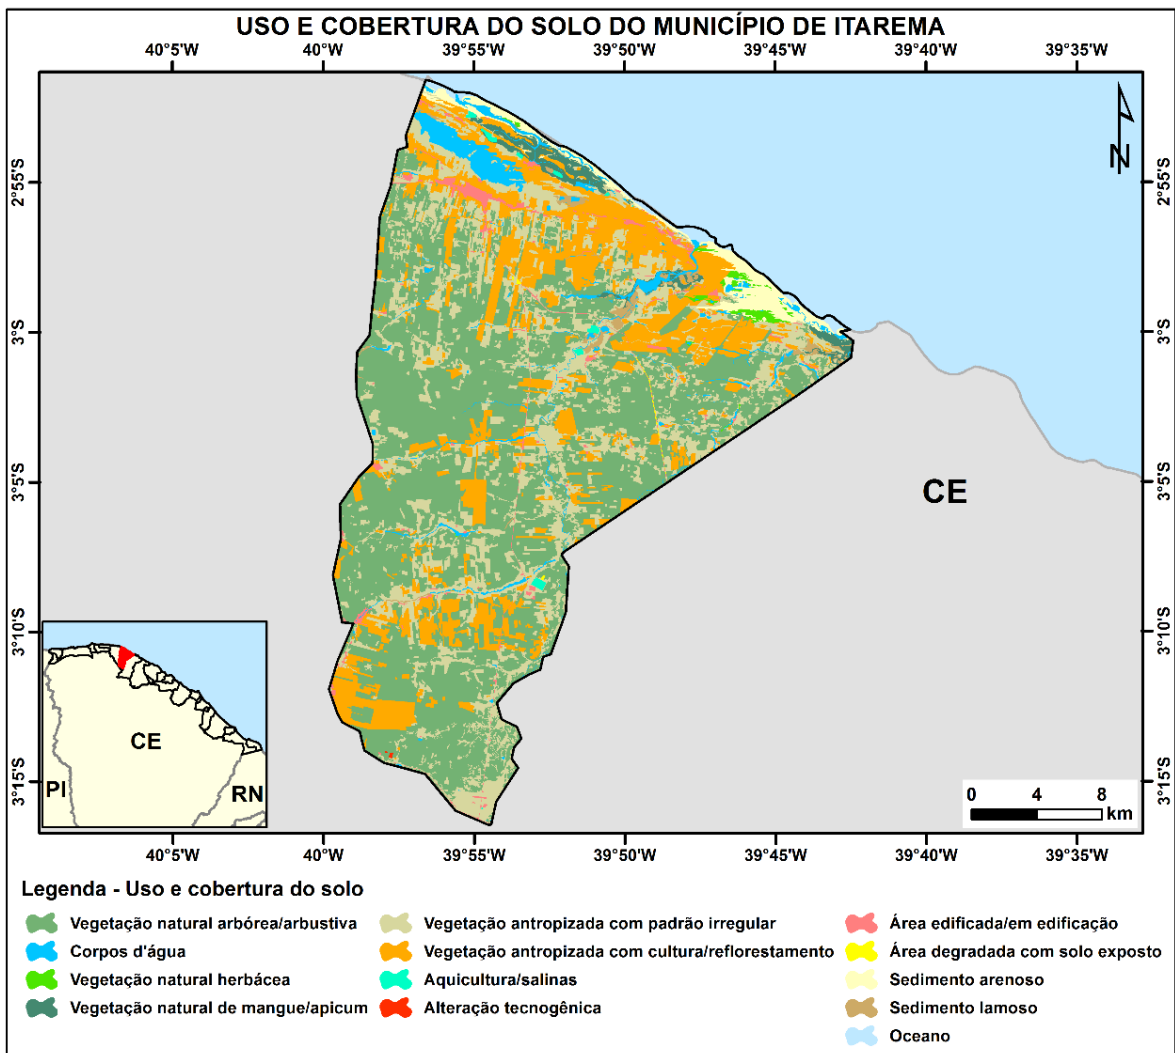 USO E COBERTURA DO SOLO DO MUNICÍPIO DE ITAREMA
40°5'W 40°W 39°55'W 39°50'W 39°45'W 39°40'W 39°35'W
N
2°55'S 2°55'S
3°S 3°S
3°5'S 3°5'S
CE
3°10'S 3°10'S
CE
PI
RN
3°15'S 3°15'S
0 4 8
km
40°5'W 40°W 39°55'W 39°50'W 39°45'W 39°40'W 39°35'W
Legenda - Uso e cobertura do solo
Vegetação natural arbórea/arbustiva
Corpos d'água
Vegetação natural herbácea
Vegetação natural de mangue/apicum
Vegetação antropizada com padrão irregular
Vegetação antropizada com cultura/reflorestamento
Aquicultura/salinas
Alteração tecnogênica
Área edificada/em edificação
Área degradada com solo exposto
Sedimento arenoso
Sedimento lamoso
Oceano